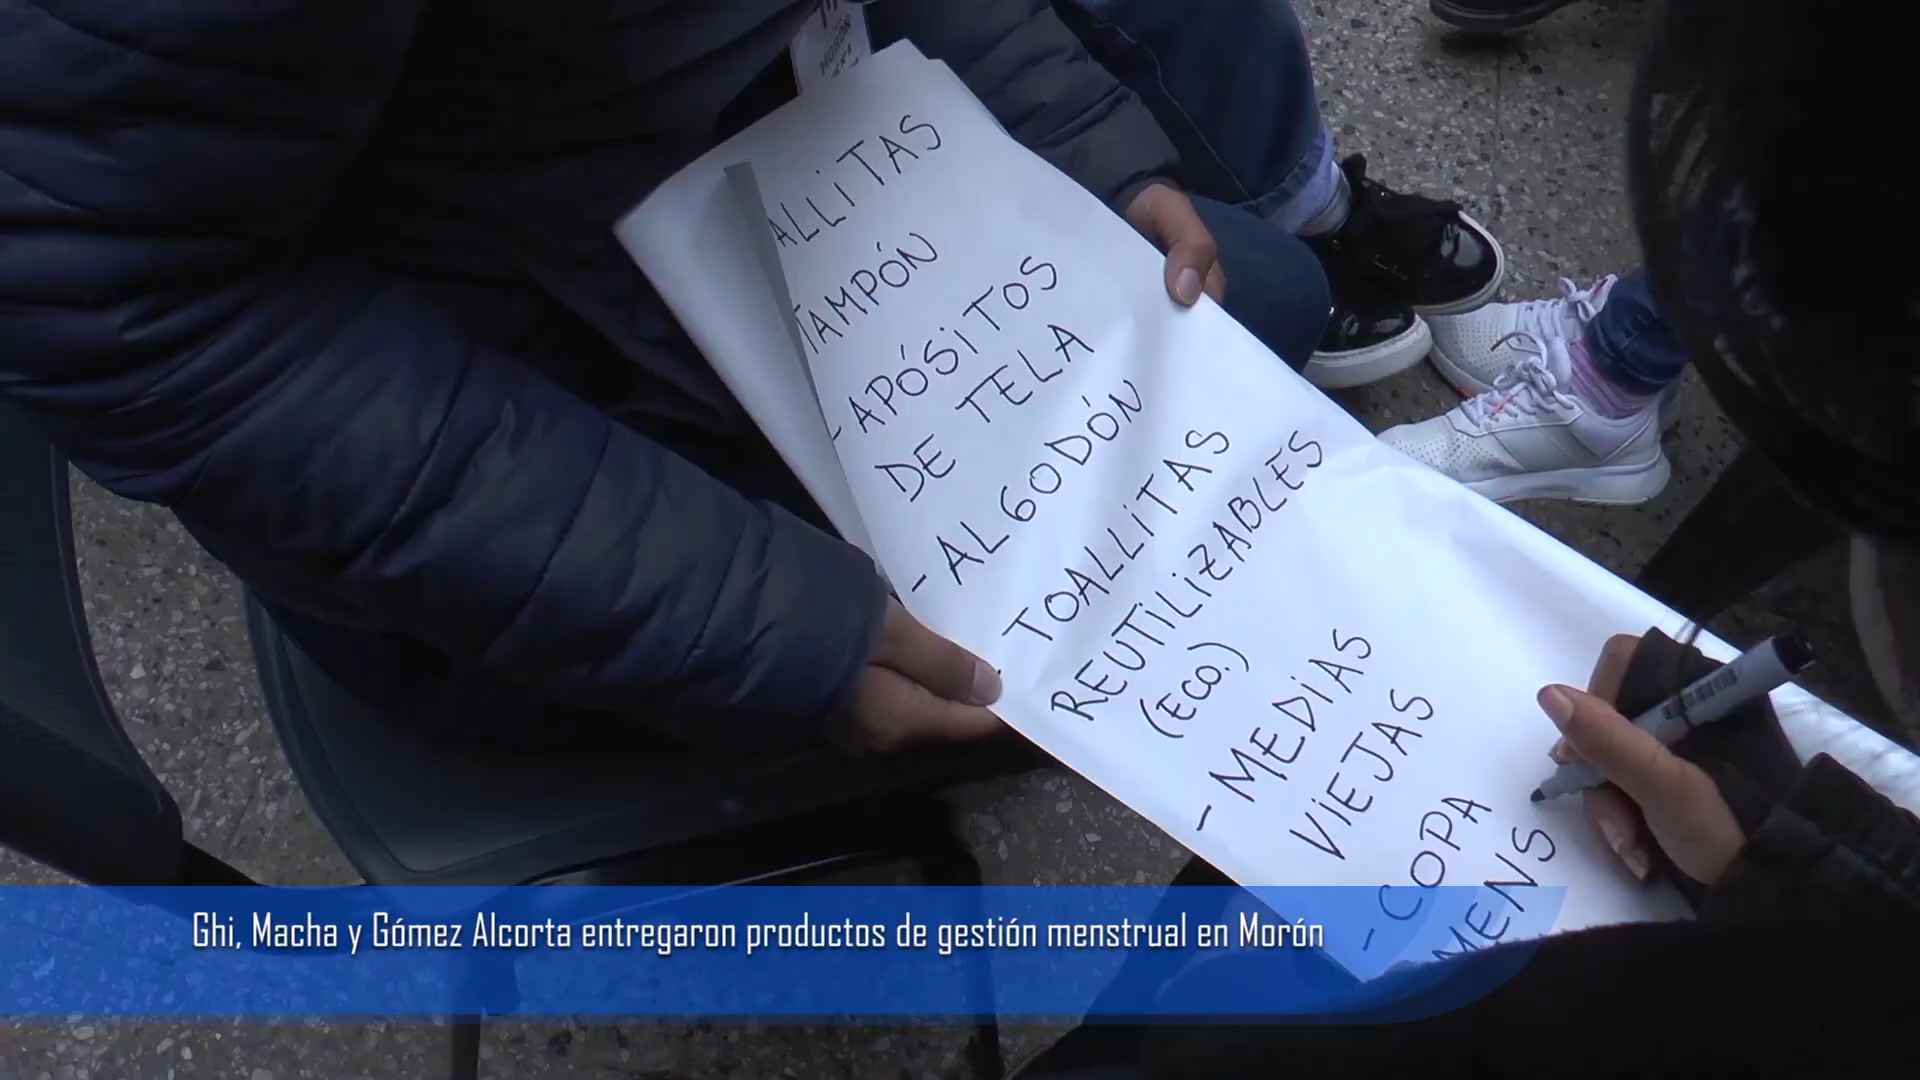 MORÓN
ALLiTAS
TAMPÓN
- APÓSiTOS
DE TELA
- ALGODÓN
- TOALLiTAS
REUTiLiZABLES
(ECO.)
- MEDiAS
ViEJAS
- COPA
MENS
Ghi, Macha y Gómez Alcorta entregaron productos de gestión menstrual en Morón